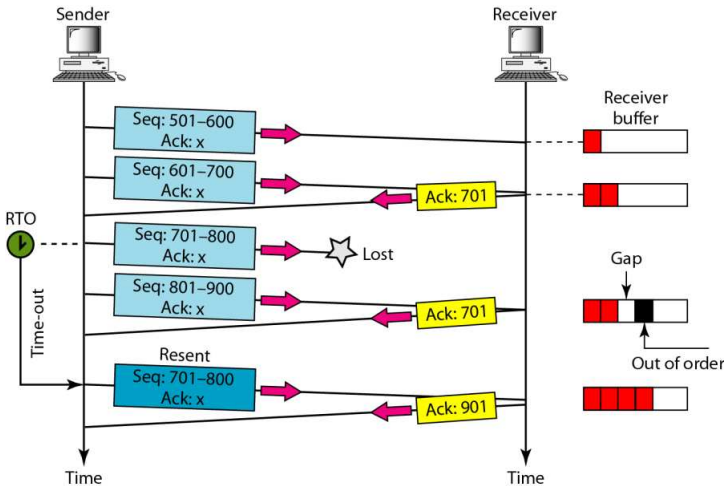 Sender
Receiver
Receiver
buffer
Seq: 501–600
Ack: x
Seq: 601–700
Ack: x
Ack: 701
RTO
Seq: 701–800
Ack: x
Lost
Gap
Time-out
Seq: 801–900
Ack: x
Ack: 701
Out of order
Resent
Seq: 701–800
Ack: x
Ack: 901
Time
Time